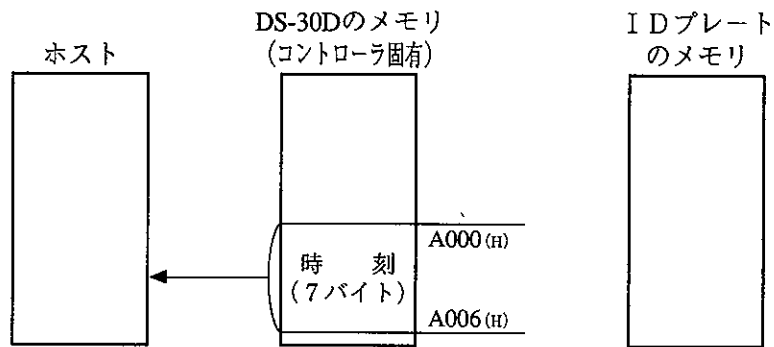 ホスト
DS-30Dのメモリ
(コントローラ固有)
ＩＤプレート
のメモリ
A000(H)
時 刻
(7バイト)
A006(H)